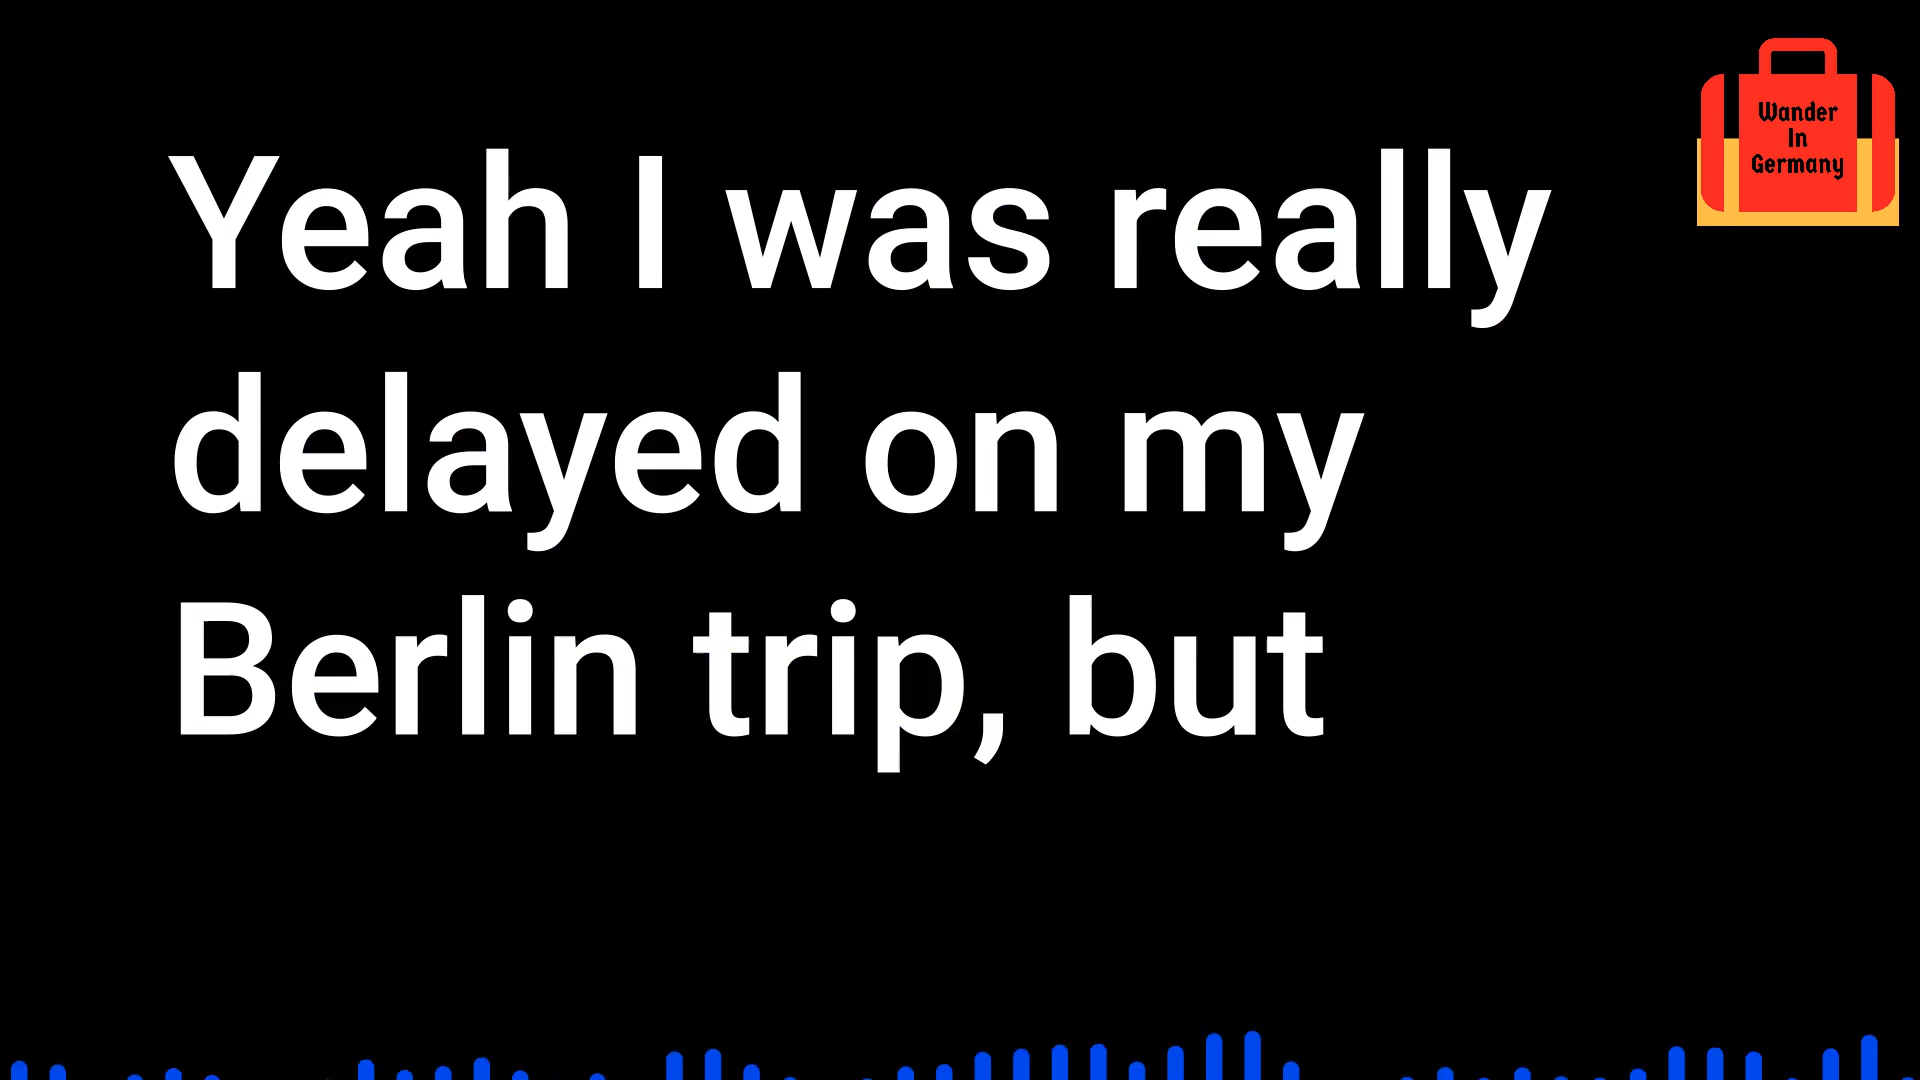 Yeah I was really
delayed on my
Berlin trip, but
Wander
In
Germany